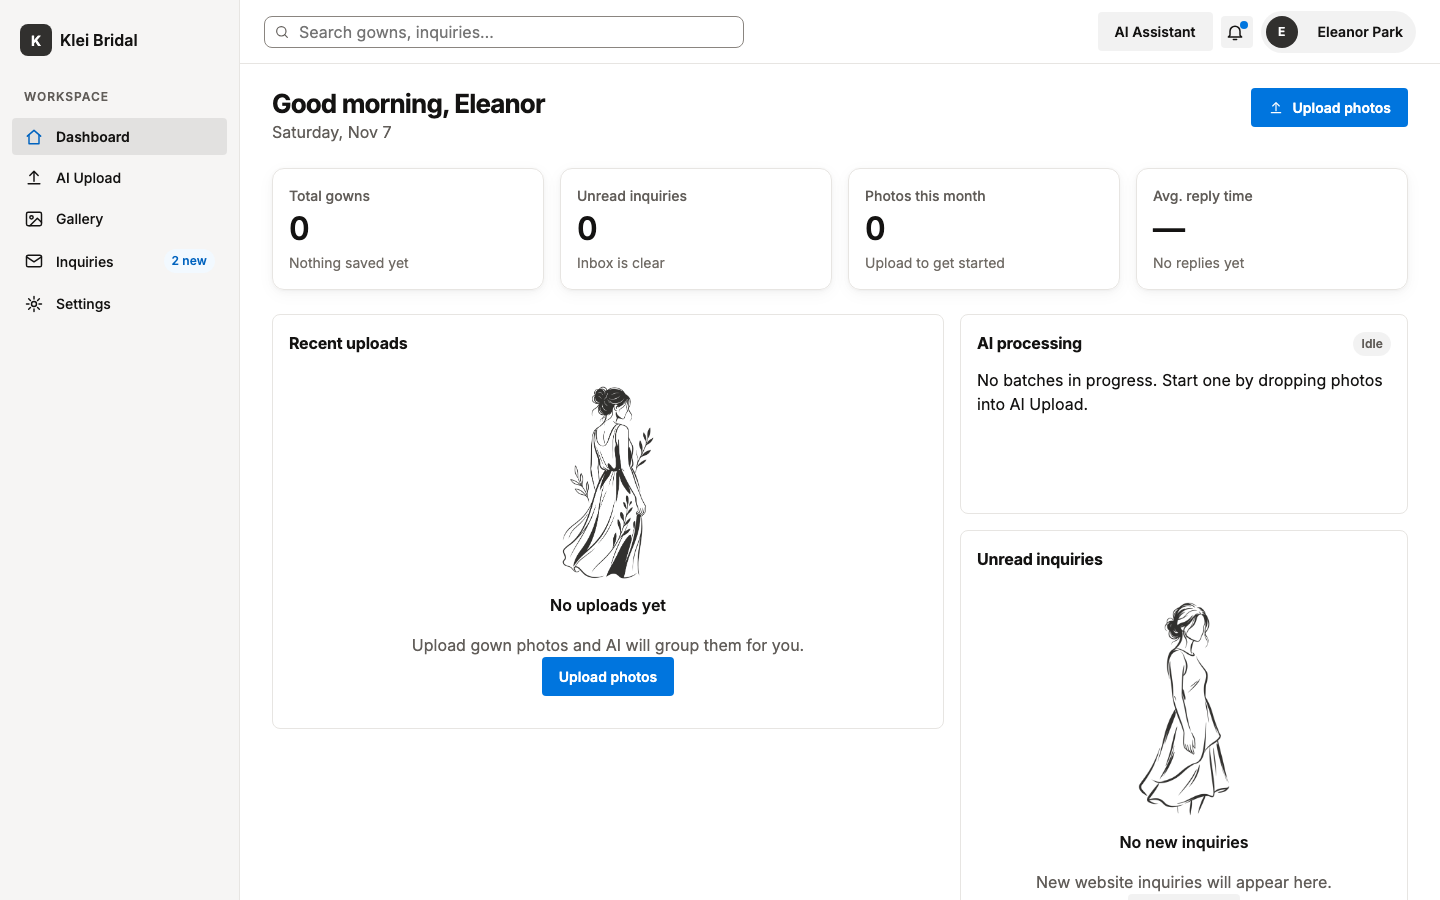 K Klei Bridal
WORKSPACE
Dashboard
AI Upload
Gallery
Inquiries 2 new
Settings
Search gowns, inquiries...
AI Assistant
E Eleanor Park
Good morning, Eleanor
Saturday, Nov 7
Upload photos
Total gowns
0
Nothing saved yet
Unread inquiries
0
Inbox is clear
Photos this month
0
Upload to get started
Avg. reply time
—
No replies yet
Recent uploads
No uploads yet
Upload gown photos and AI will group them for you.
Upload photos
AI processing
Idle
No batches in progress. Start one by dropping photos
into AI Upload.
Unread inquiries
No new inquiries
New website inquiries will appear here.